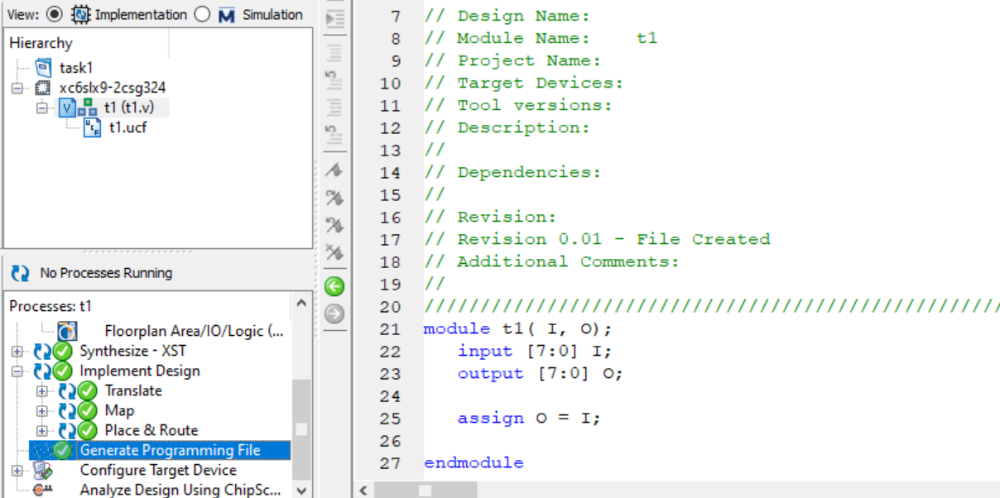 View: Implementation Simulation
Hierarchy
task1
xc6slx9-2csg324
t1 (t1.v)
t1.ucf
No Processes Running
Processes: t1
Floorplan Area/IO/Logic (...
Synthesize - XST
Implement Design
Translate
Map
Place & Route
Generate Programming File
Configure Target Device
Analyze Design Using ChipSc...
7 // Design Name:
8 // Module Name: t1
9 // Project Name:
10 // Target Devices:
11 // Tool versions:
12 // Description:
13 //
14 // Dependencies:
15 //
16 // Revision:
17 // Revision 0.01 - File Created
18 // Additional Comments:
19 //
20 ////////////////////////////////////////////////////
21 module t1( I, O);
22 input [7:0] I;
23 output [7:0] O;
24
25 assign O = I;
26
27 endmodule